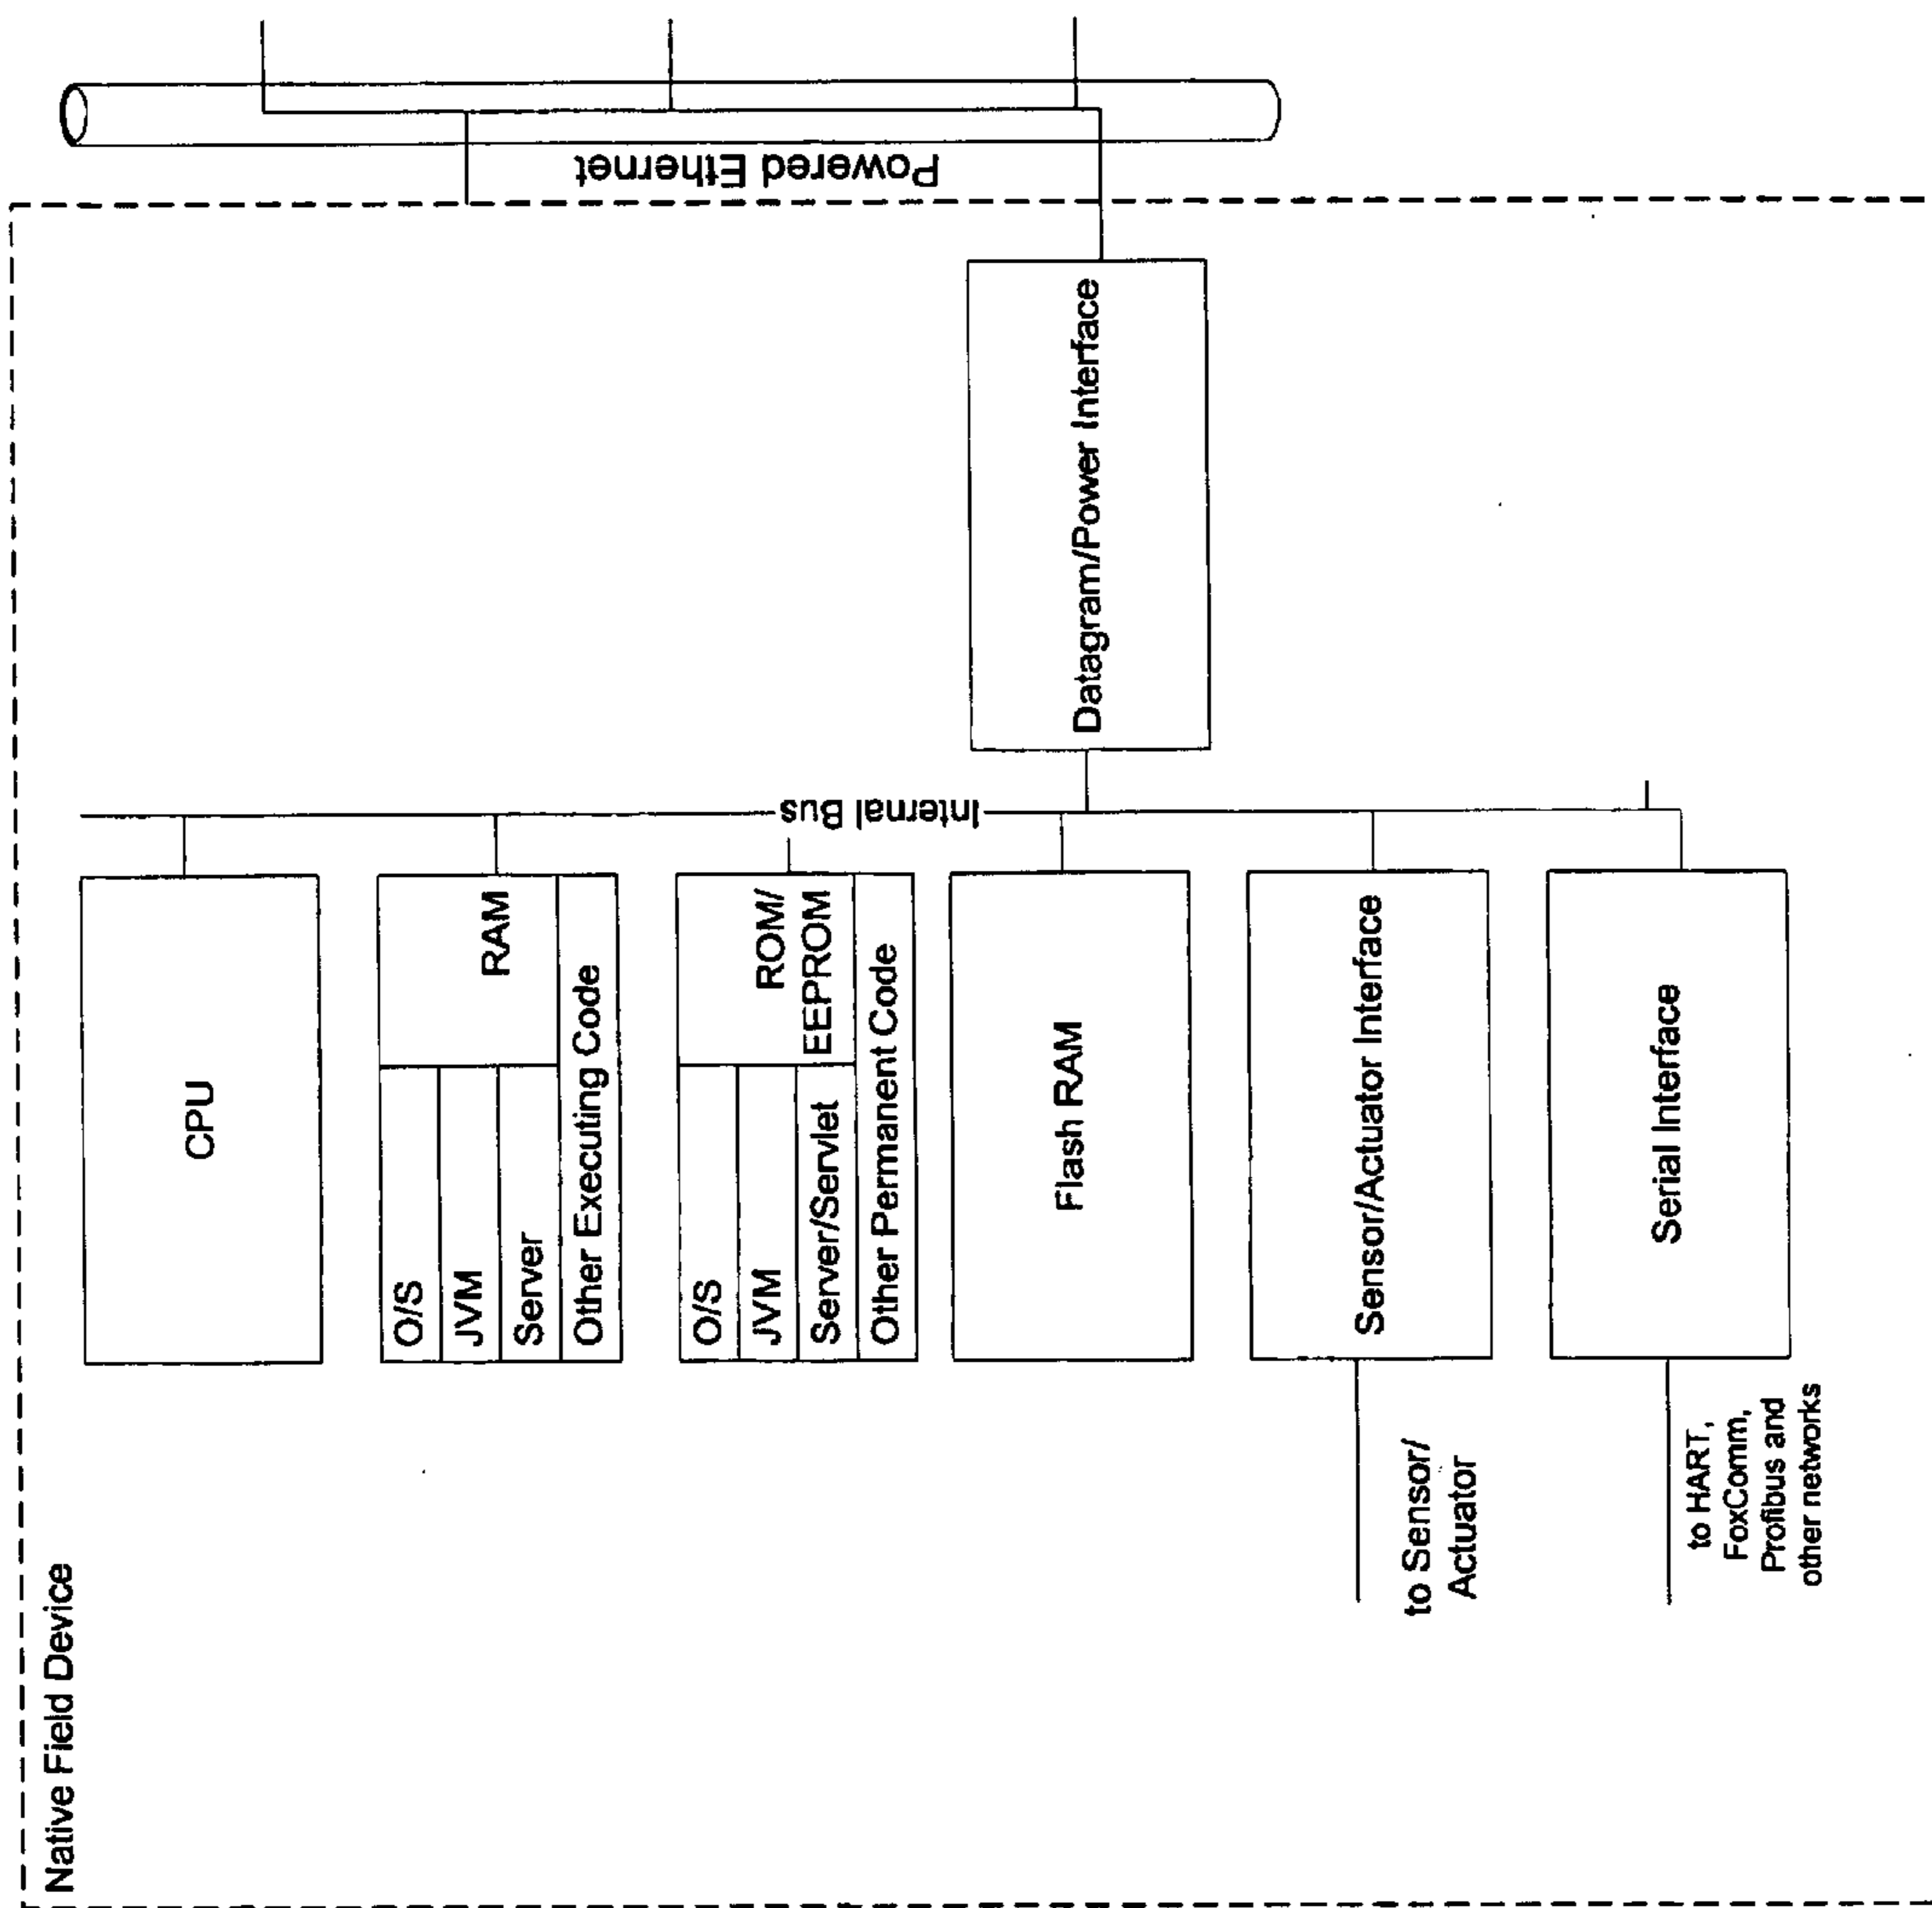 Native Field Device
CPU
O/S
JVM
Server
RAM
Other Executing Code
O/S
JVM
Server/Servlet
ROM/
EEPROM
Other Permanent Code
Flash RAM
Sensor/Actuator Interface
Serial Interface
to Sensor/
Actuator
to HART,
FoxComm,
Profibus and
other networks
Internal Bus
Datagram/Power Interface
Powered Ethernet